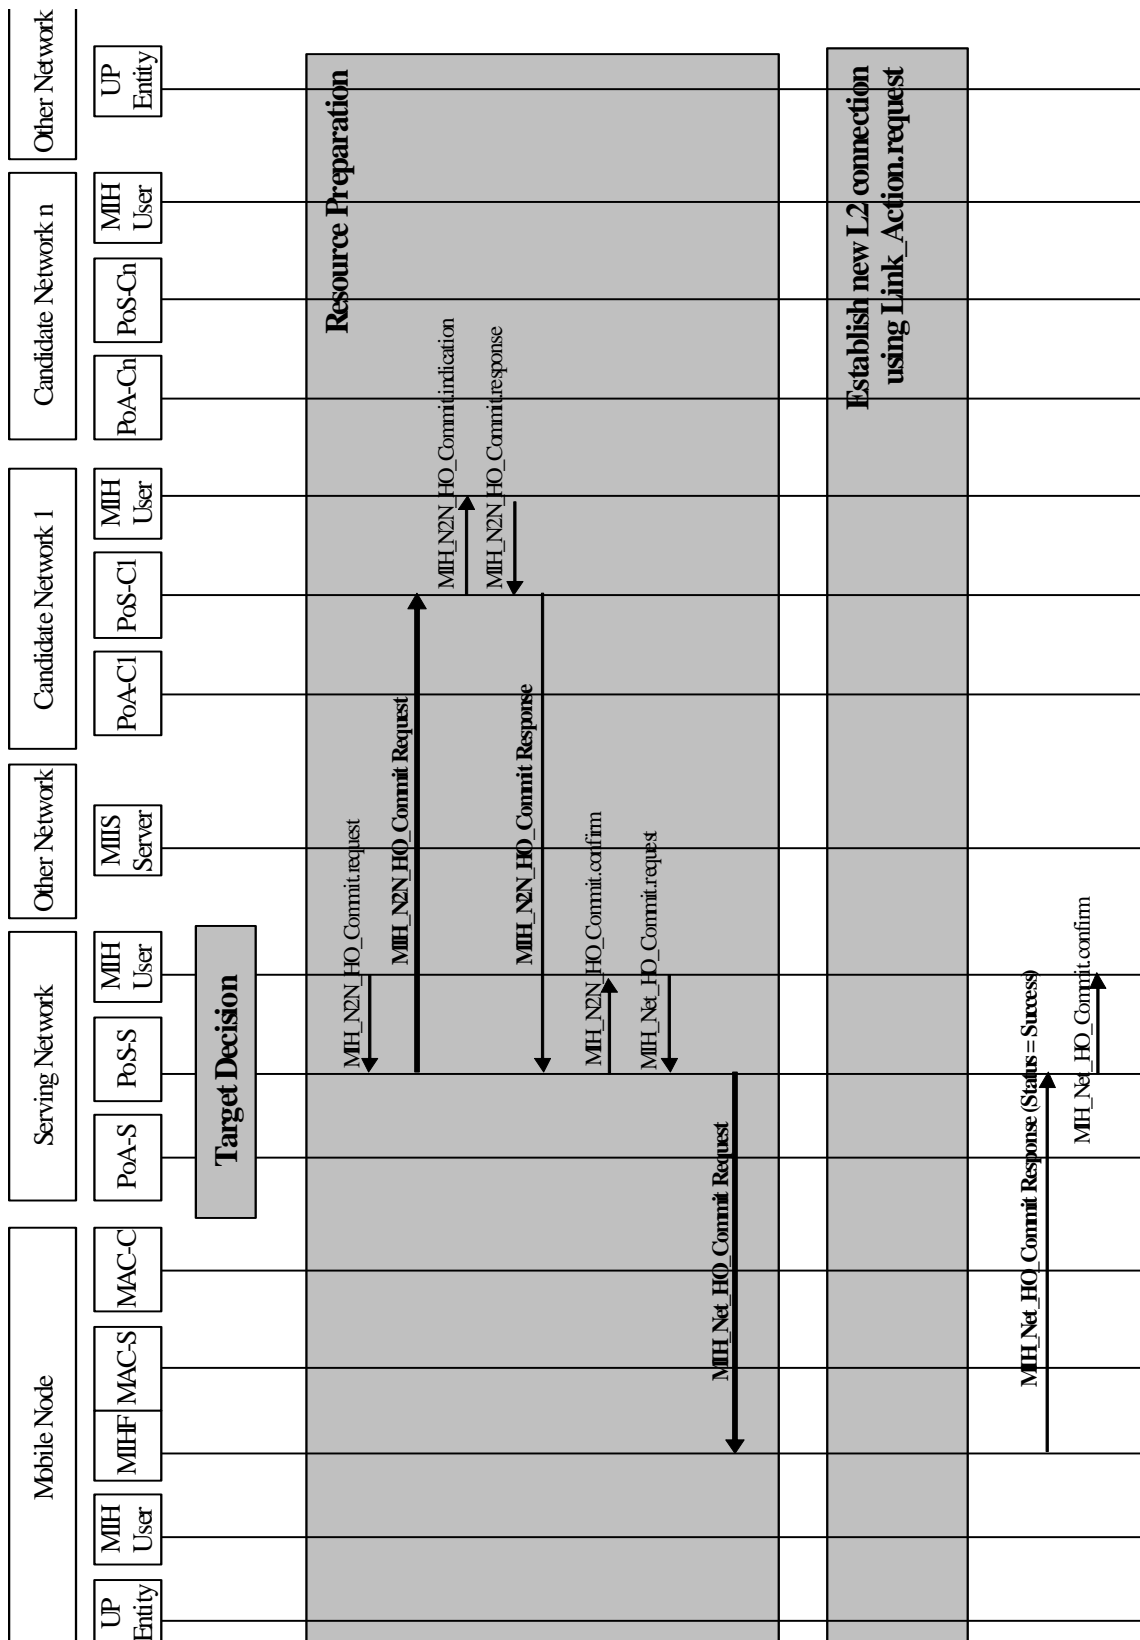 Mobile Node
Serving Network
Other Network
Candidate Network 1
Candidate Network n
Other Network
UP
Entity
MIH
User
MIHF
MAC-S
MAC-C
PoA-S
PoS-S
MIH
User
MIIS
Server
PoA-C1
PoS-C1
MIH
User
PoA-Cn
PoS-Cn
MIH
User
UP
Entity
Target Decision
Resource Preparation
MIH_N2N_HO_Commit.request
MIH_N2N_HO_Commit Request
MIH_N2N_HO_Commit.indication
MIH_N2N_HO_Commit.response
MIH_N2N_HO_Commit Response
MIH_N2N_HO_Commit.confirm
MIH_Net_HO_Commit.request
MIH_Net_HO_Commit Request
Establish new L2 connection
using Link_Action.request
MIH_Net_HO_Commit Response (Status = Success)
MIH_Net_HO_Commit.confirm